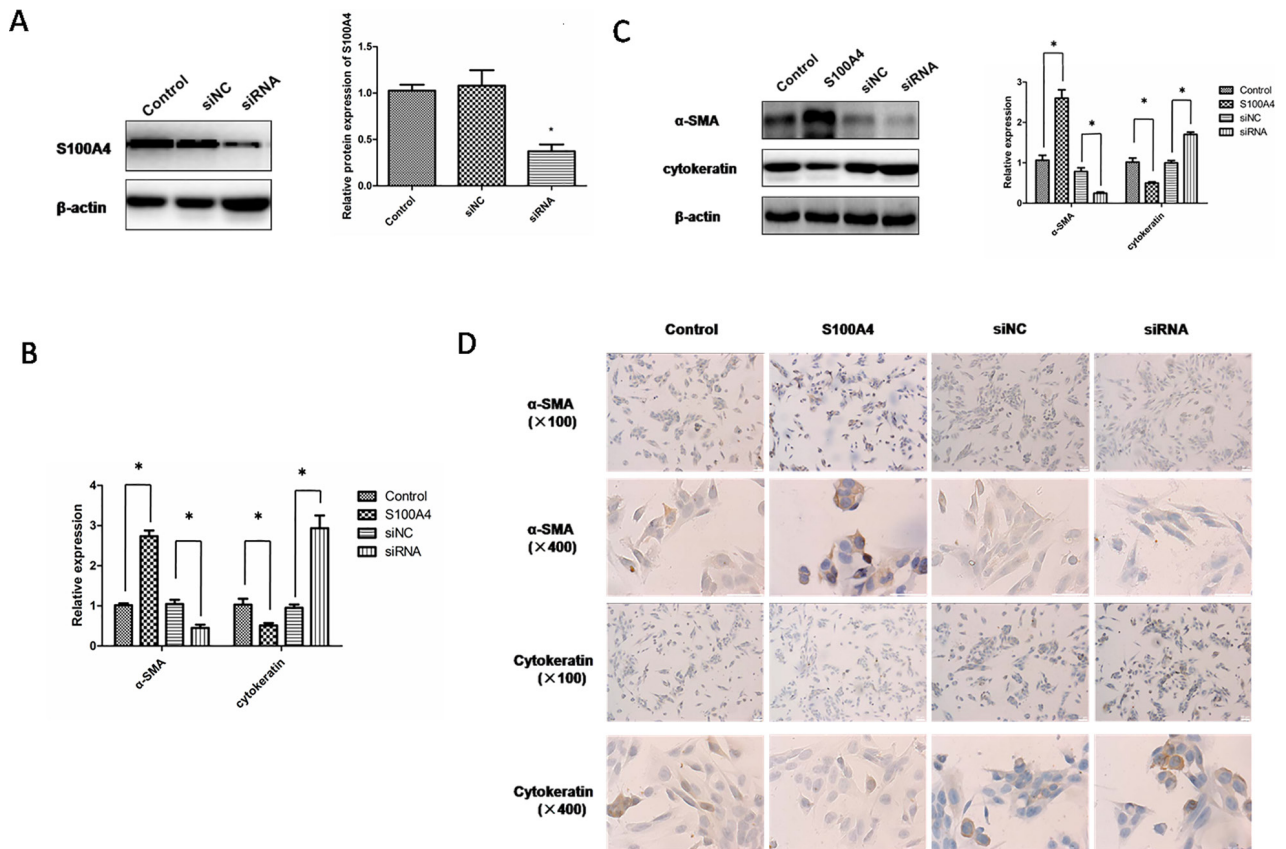 A
Control
siNC
siRNA
S100A4
β-actin
Relative protein expression of S100A4
1.5
1.0
0.5
0.0
*
Control
siNC
siRNA
C
Control
S100A4
siNC
siRNA
α-SMA
cytokeratin
β-actin
Relative expression
3
2
1
0
*
*
*
*
α-SMA
cytokeratin
Control
S100A4
siNC
siRNA
B
Relative expression
4
3
2
1
0
*
*
*
*
α-SMA
cytokeratin
Control
S100A4
siNC
siRNA
D
Control S100A4 siNC siRNA
α-SMA
(×100)
α-SMA
(×400)
Cytokeratin
(×100)
Cytokeratin
(×400)